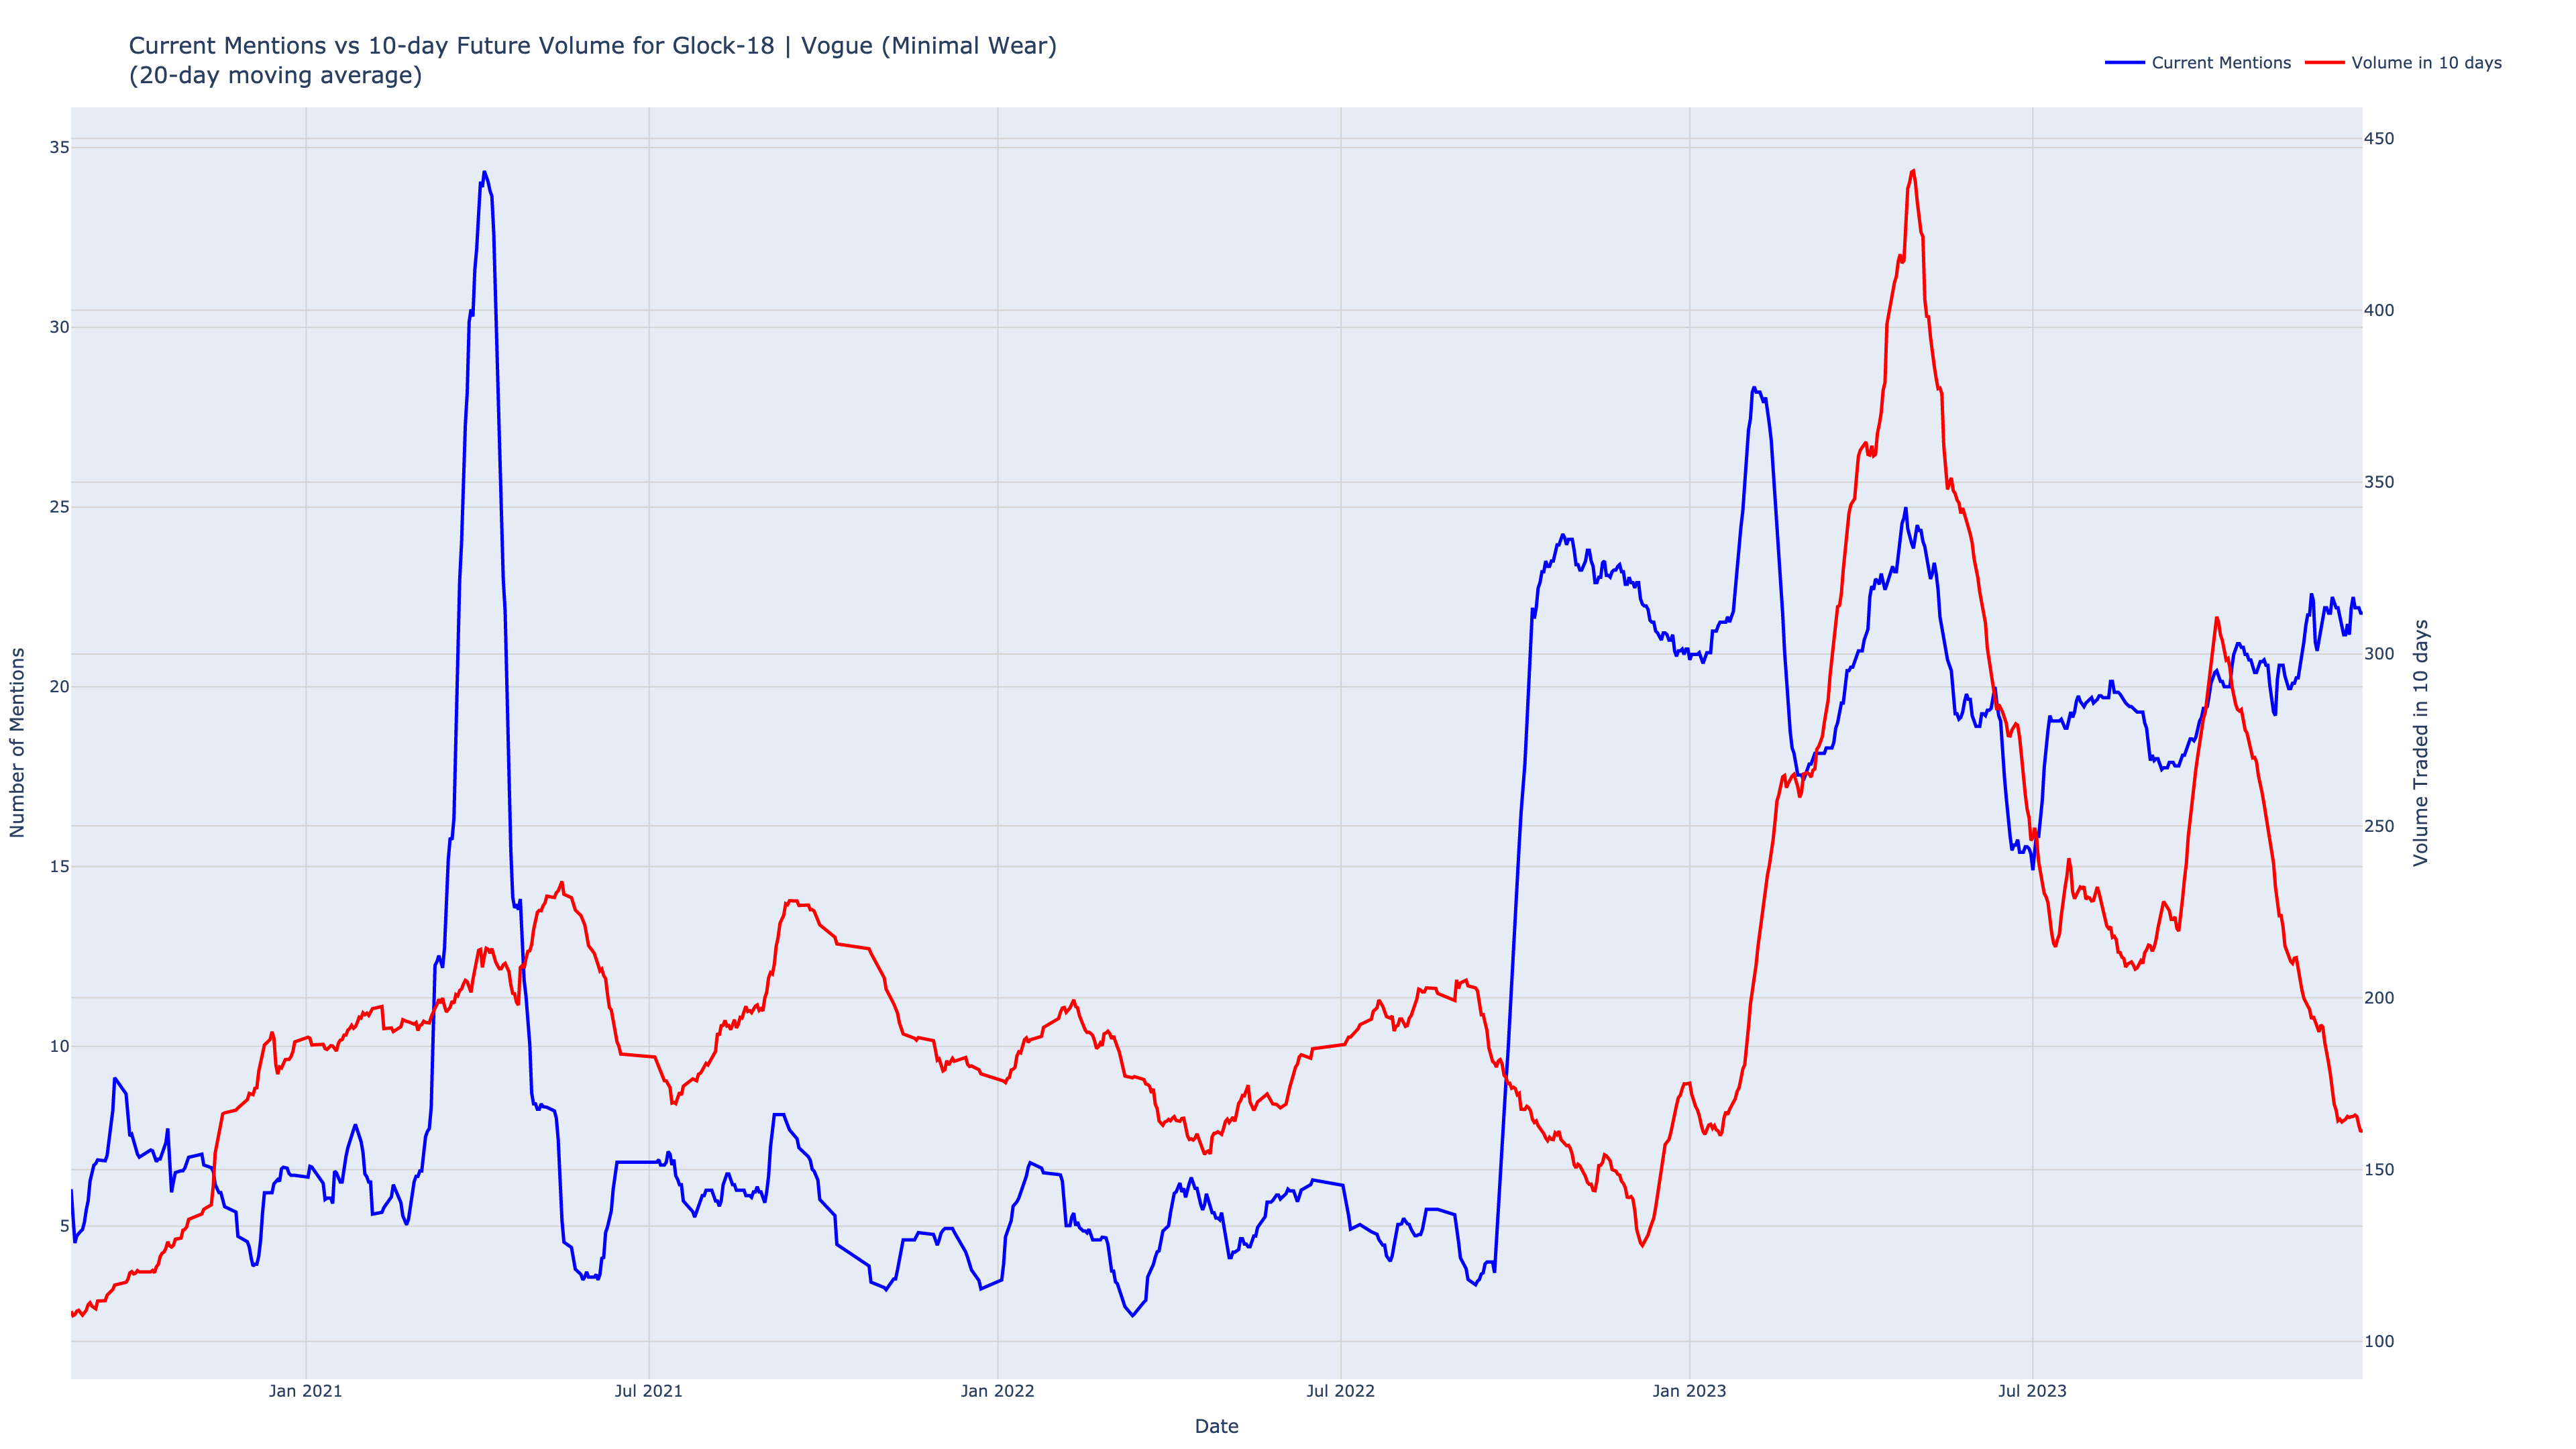 Current Mentions vs 10-day Future Volume for Glock-18 | Vogue (Minimal Wear)
(20-day moving average)
Current Mentions
Volume in 10 days
35
30
25
20
15
10
5
Number of Mentions
450
400
350
300
250
200
150
100
Volume Traded in 10 days
Jan 2021
Jul 2021
Jan 2022
Jul 2022
Jan 2023
Jul 2023
Date